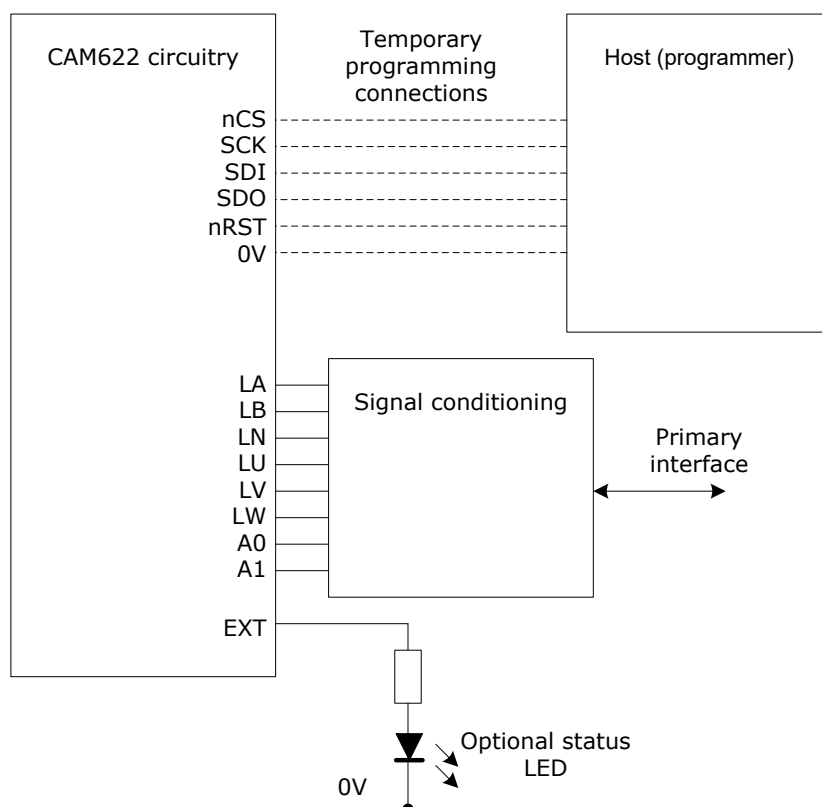 CAM622 circuitry
Temporary
programming
connections
Host (programmer)
nCS
SCK
SDI
SDO
nRST
0V
LA
LB
LN
LU
LV
LW
A0
A1
EXT
Signal conditioning
Primary
interface
Optional status
LED
0V